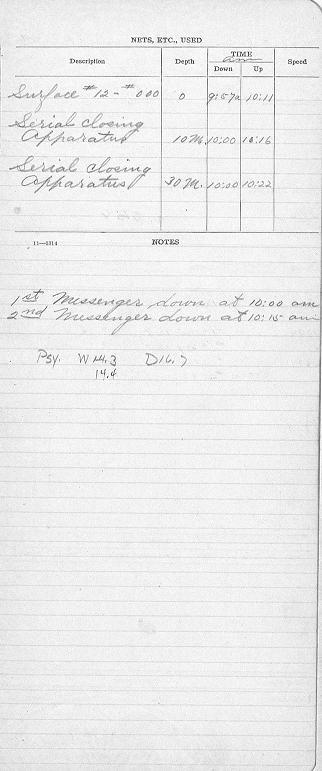 NETS, ETC., USED
Description Depth TIME Speed
am
Down Up
Surface #12-#000 0 9:57a 10:11
Serial Closing
Apparatus 10 M. 10:00 10:16
Serial Closing
Apparatus 30 M. 10:00 10:22
11—1314 NOTES
1st Messenger down at 10:00 am
2nd Messenger down at 10:15 am
Psy. W 14.3 D 16.7
14.4